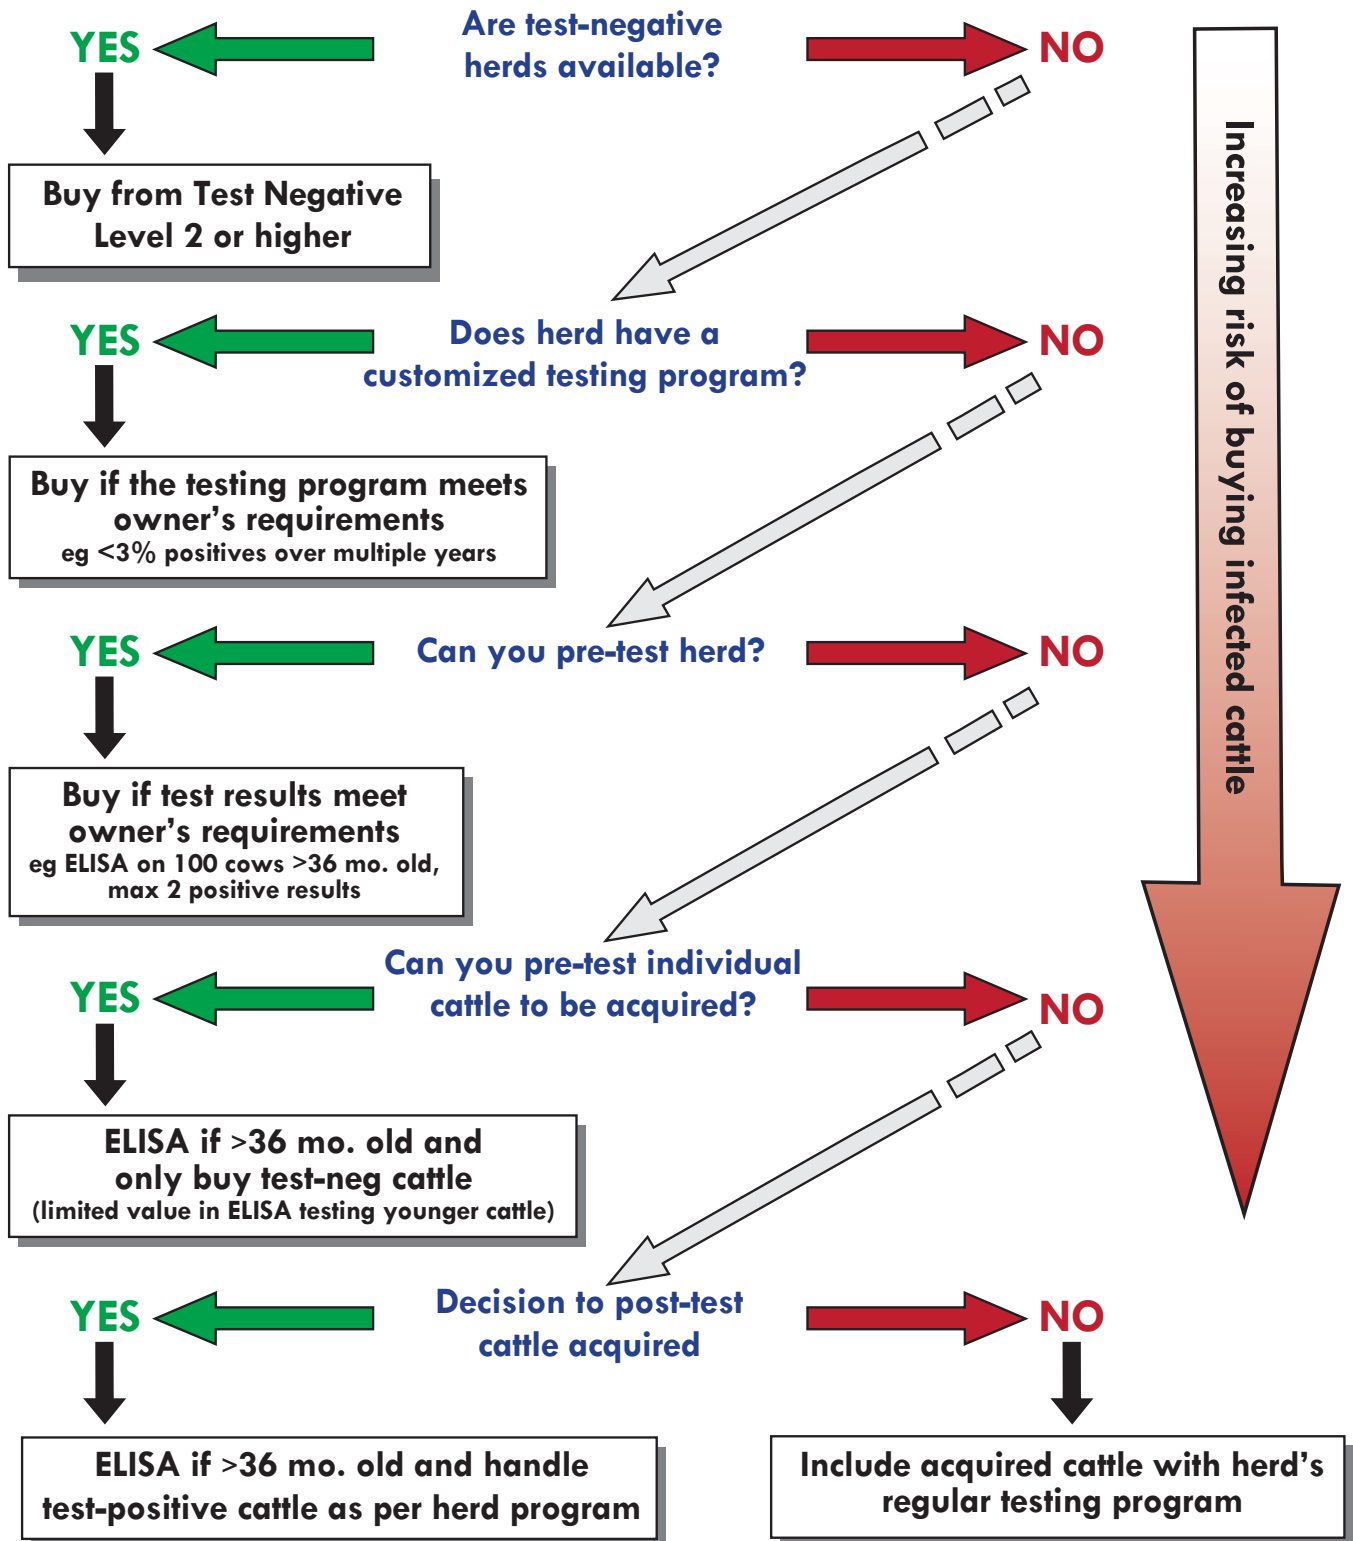 Are test-negative
herds available?
YES
NO
Buy from Test Negative
Level 2 or higher
Does herd have a
customized testing program?
YES
NO
Buy if the testing program meets
owner's requirements
eg <3% positives over multiple years
Can you pre-test herd?
YES
NO
Buy if test results meet
owner's requirements
eg ELISA on 100 cows >36 mo. old,
max 2 positive results
Can you pre-test individual
cattle to be acquired?
YES
NO
ELISA if >36 mo. old and
only buy test-neg cattle
(limited value in ELISA testing younger cattle)
Decision to post-test
cattle acquired
YES
NO
ELISA if >36 mo. old and handle
test-positive cattle as per herd program
Include acquired cattle with herd's
regular testing program
Increasing risk of buying infected cattle